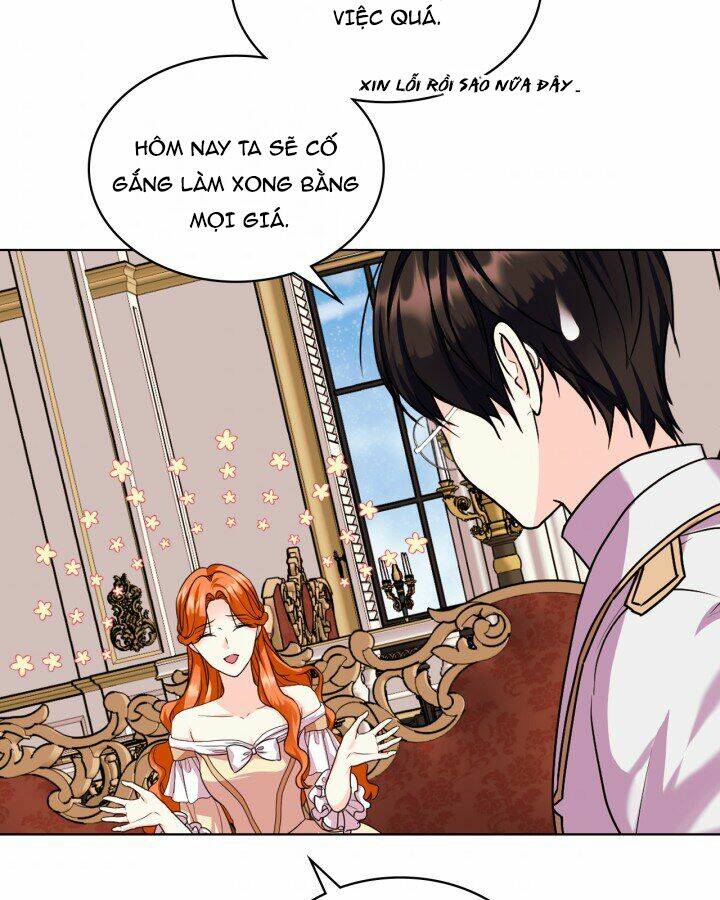 VIỆC QUÁ.
XIN LỖI RỒI SAO NỮA ĐÂY.
HÔM NAY TA SẼ CỐ
GẮNG LÀM XONG BẰNG
MỌI GIÁ.